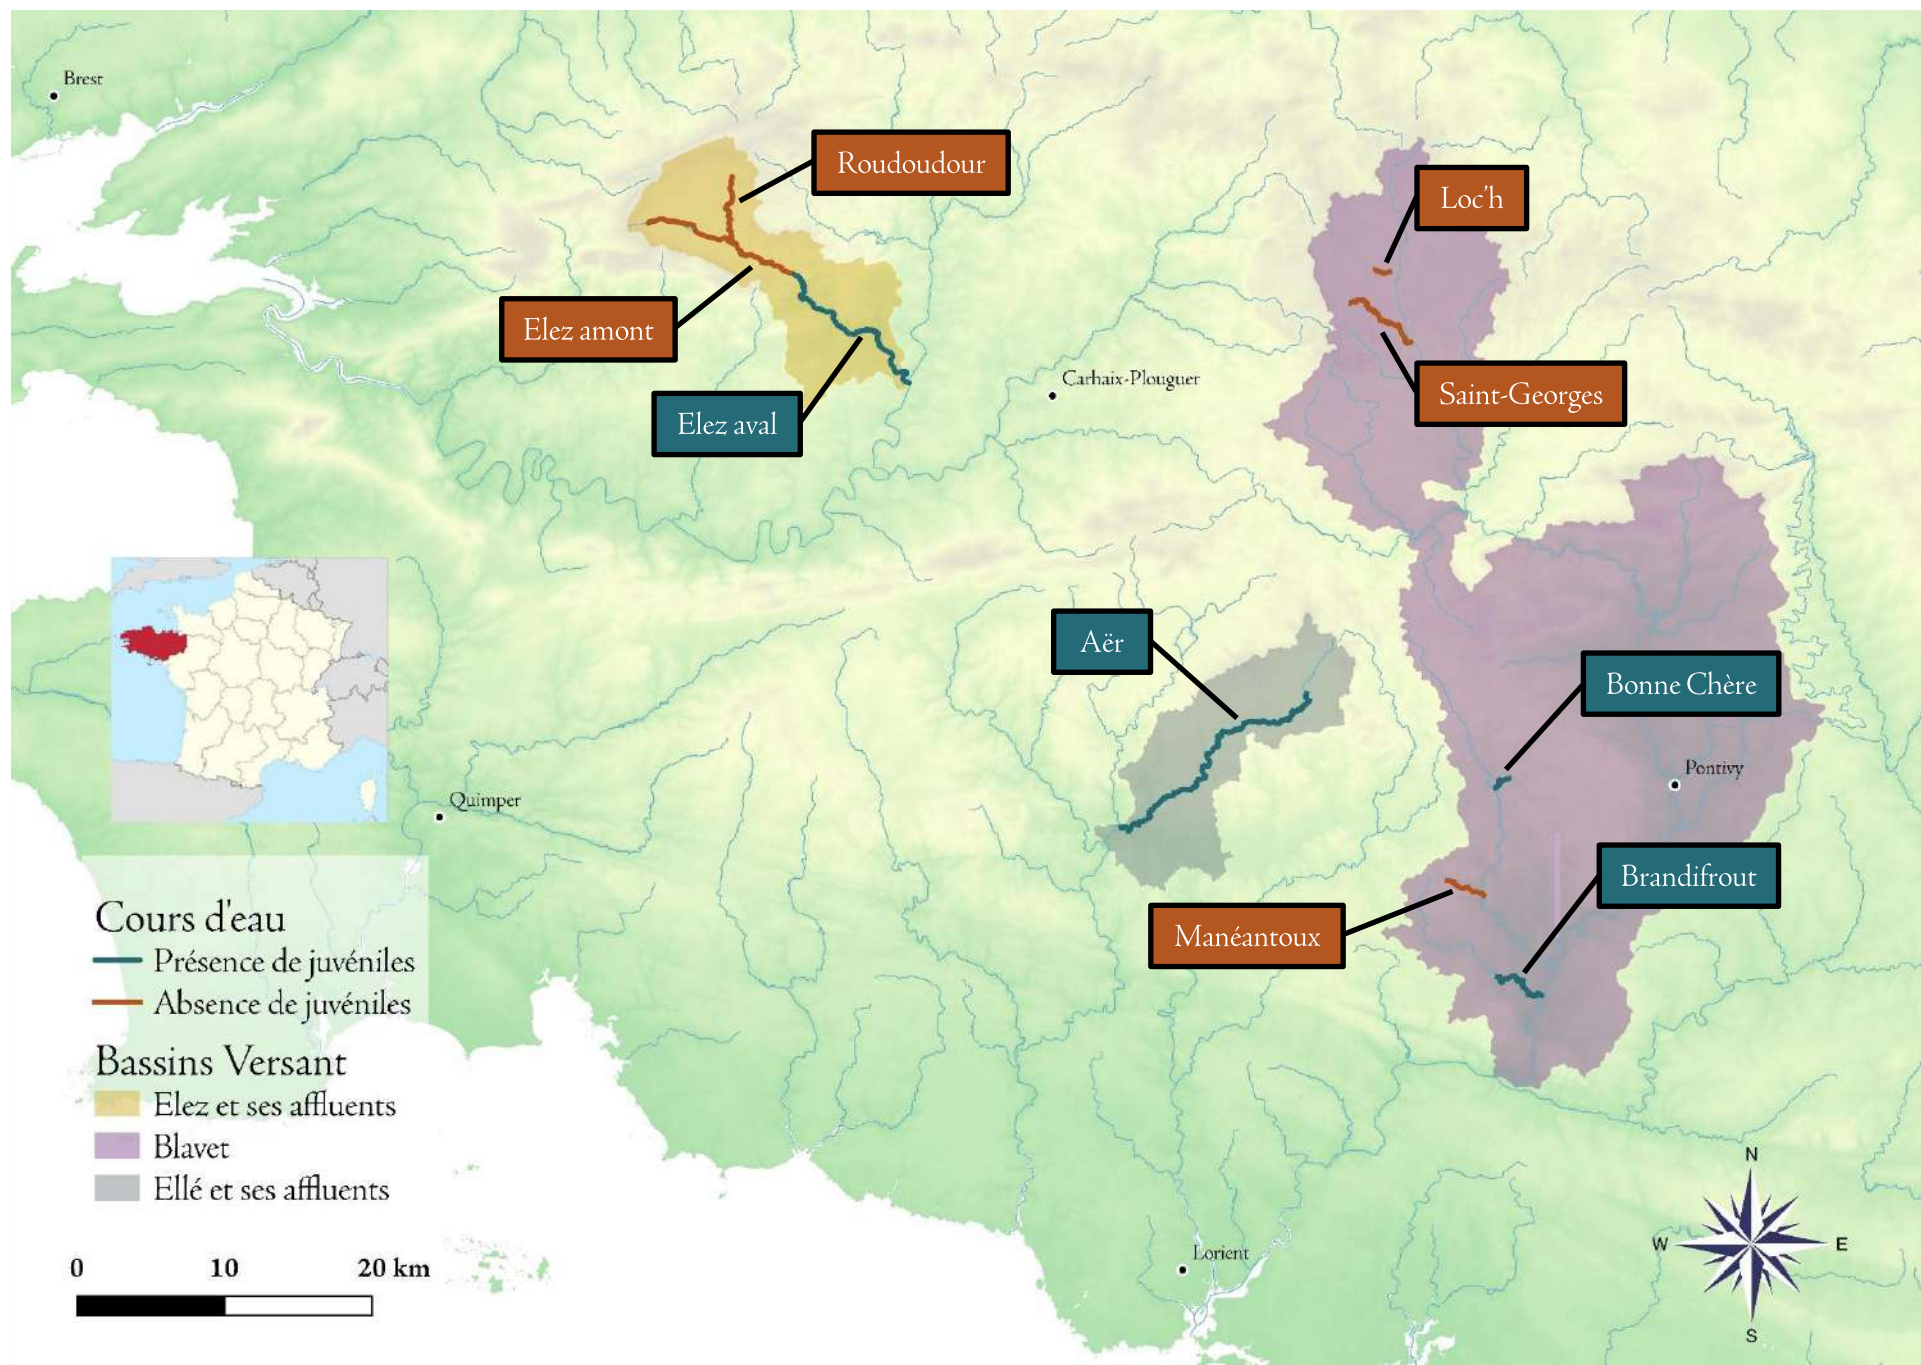 Brest
Roudoudour
Loc'h
Elez amont
Carhaix-Plouguer
Saint-Georges
Elez aval
Aër
Bonne Chère
Pontivy
Quimper
Brandifrout
Manéantoux
Cours d'eau
Présence de juvéniles
Absence de juvéniles
Bassins Versant
Elez et ses affluents
Blavet
Ellé et ses affluents
0 10 20 km
Lorient
N
W E
S